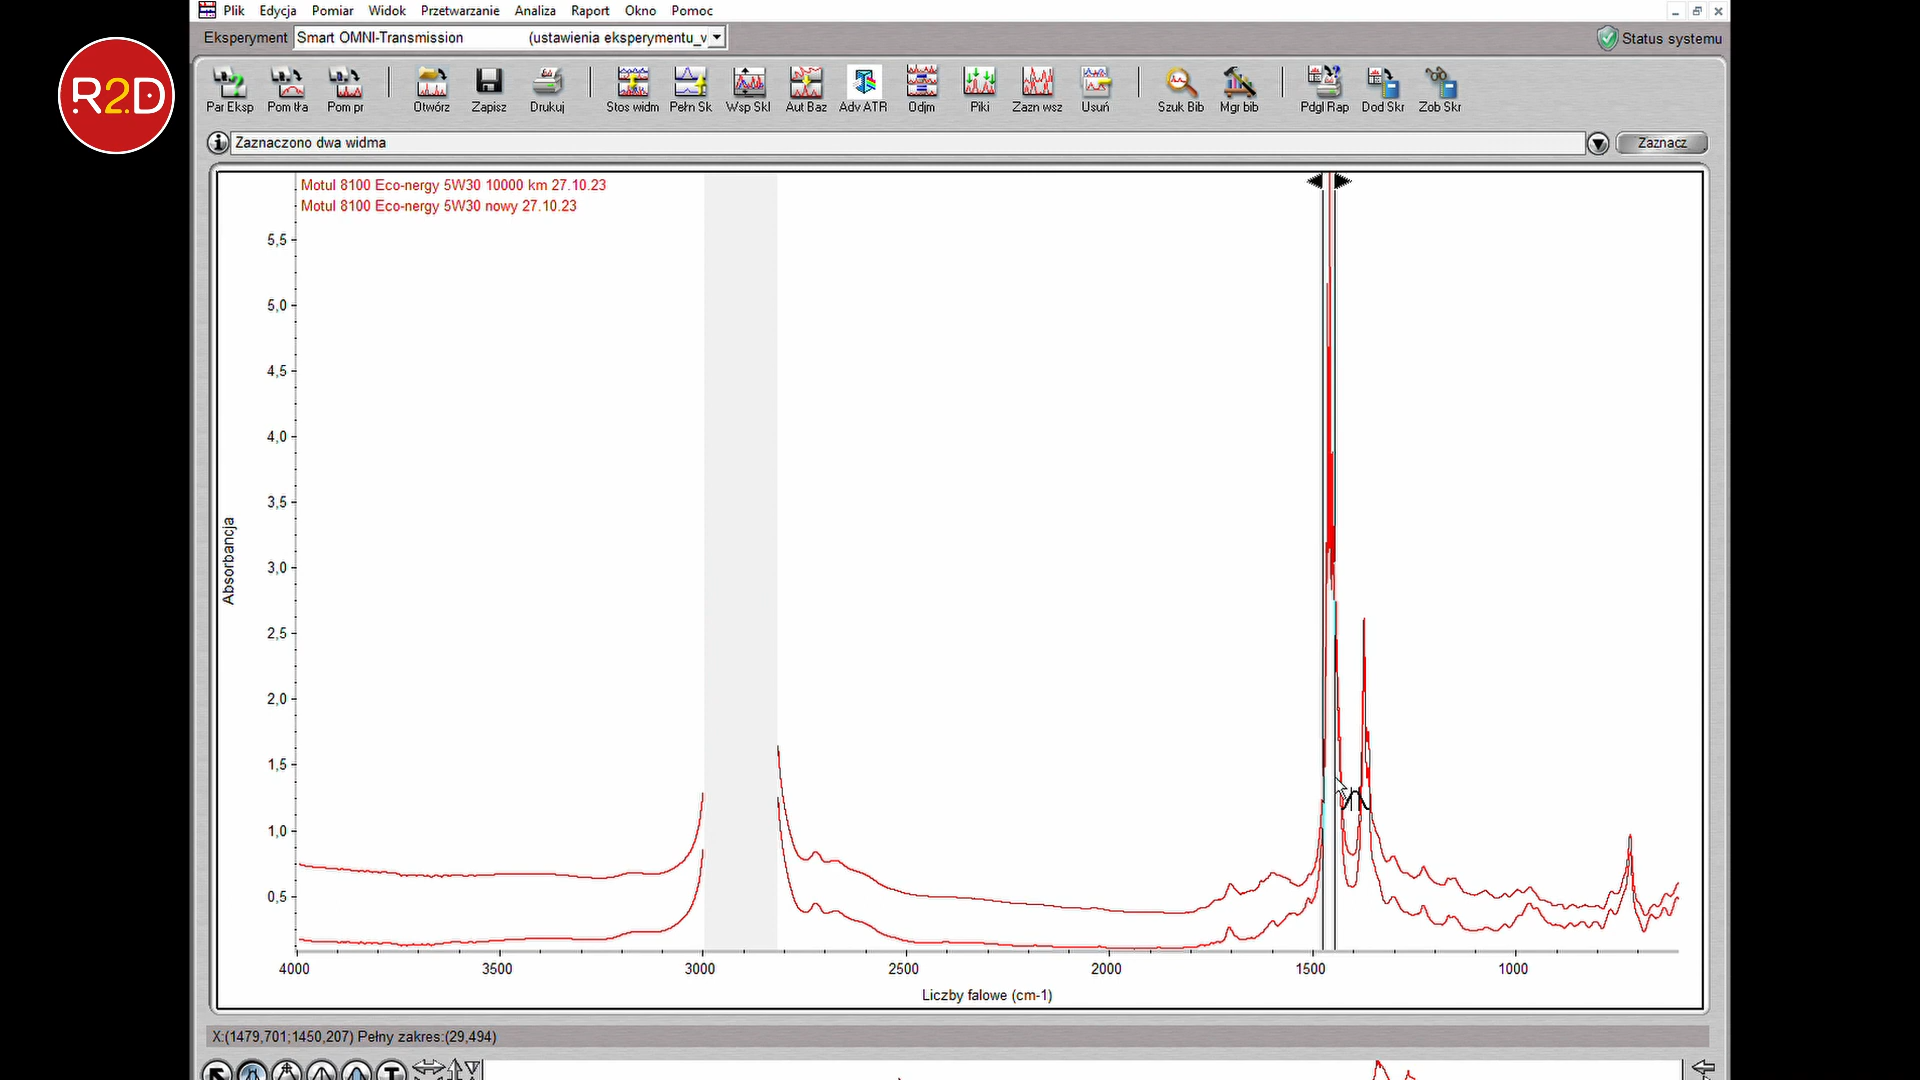 Plik Edycja Pomiar Widok Przetwarzanie Analiza Raport Okno Pomoc
Eksperyment Smart OMNI-Transmission (ustawienia eksperymentu_v Status systemu
R2D
Par Eksp Pom tła Pom pr Otwórz Zapisz Drukuj Stos widm Pełn Sk Wsp Skl Aut Baz Adv ATR Odjm Piki Zazn wsz Usuń Szuk Bib Mgr bib Pdgl Rap Dod Skr Zob Skr
Zaznaczono dwa widma Zaznacz
Motul 8100 Eco-nergy 5W30 10000 km 27.10.23
Motul 8100 Eco-nergy 5W30 nowy 27.10.23
5,5
5,0
4,5
4,0
3,5
3,0
2,5
2,0
1,5
1,0
0,5
Absorbancja
4000 3500 3000 2500 2000 1500 1000
Liczby falowe (cm-1)
X:(1479,701;1450,207) Pełny zakres:(29,494)
T